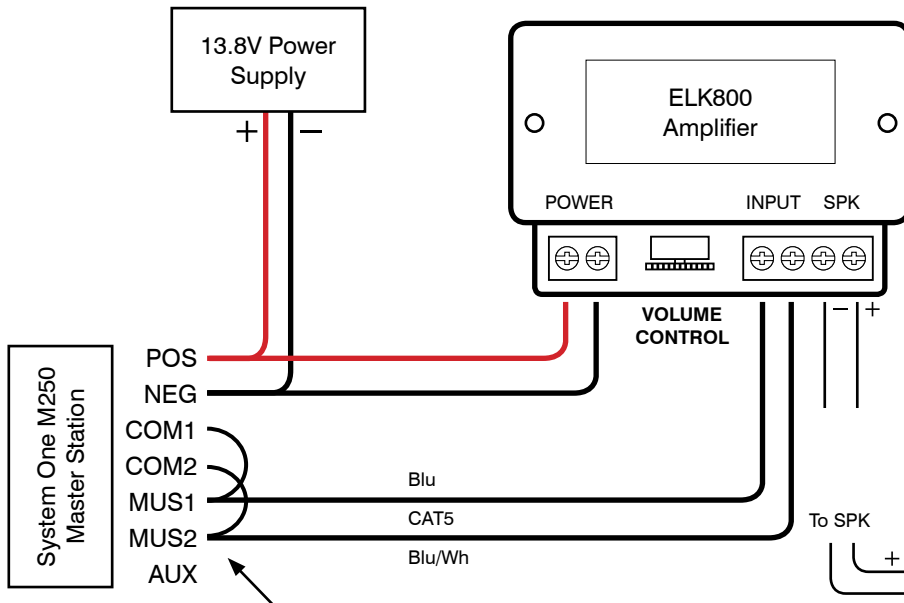 13.8V Power
Supply
+ −
ELK800
Amplifier
POWER
INPUT SPK
VOLUME
CONTROL
− +
System One M250
Master Station
POS
NEG
COM1
COM2
MUS1
MUS2
AUX
Blu
CAT5
Blu/Wh
To SPK
+